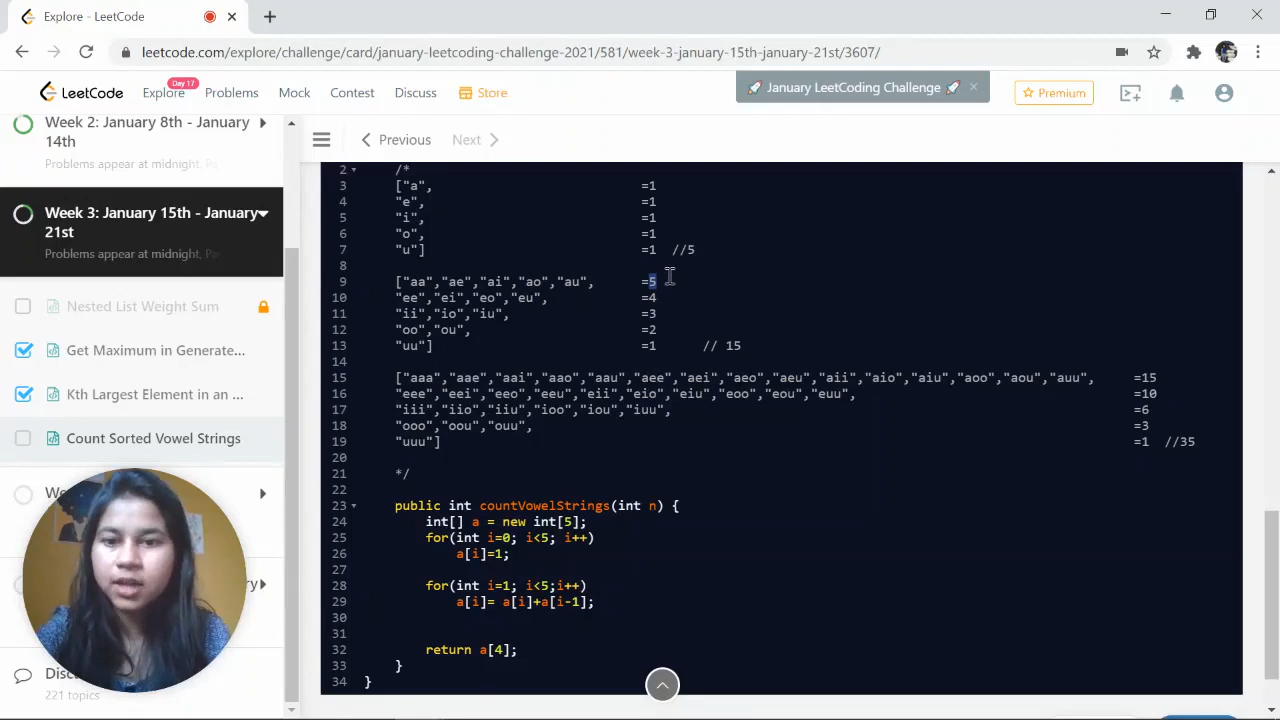 Explore - LeetCode
leetcode.com/explore/challenge/card/january-leetcoding-challenge-2021/581/week-3-january-15th-january-21st/3607/
LeetCode Explore Day 17 Problems Mock Contest Discuss Store January LeetCoding Challenge Premium
Week 2: January 8th - January
14th
Problems appear at midnight,
Week 3: January 15th - January
21st
Problems appear at midnight,
Nested List Weight Sum
Get Maximum in Generate...
Kth Largest Element in an ...
Count Sorted Vowel Strings
221 topics
Previous Next
2 /*
3 ["a", =1
4 "e", =1
5 "i", =1
6 "o", =1
7 "u"] =1 //5
8
9 ["aa","ae","ai","ao","au", =5
10 "ee","ei","eo","eu", =4
11 "ii","io","iu", =3
12 "oo","ou", =2
13 "uu"] =1 // 15
14
15 ["aaa","aae","aai","aao","aau","aee","aei","aeo","aeu","aii","aio","aiu","aoo","aou","auu", =15
16 "eee","eei","eeo","eeu","eii","eio","eiu","eoo","eou","euu", =10
17 "iii","iio","iiu","ioo","iou","iuu", =6
18 "ooo","oou","ouu", =3
19 "uuu"] =1 //35
20
21 */
22
23 public int countVowelStrings(int n) {
24 int[] a = new int[5];
25 for(int i=0; i<5; i++)
26 a[i]=1;
27
28 for(int i=1; i<5;i++)
29 a[i]= a[i]+a[i-1];
30
31
32 return a[4];
33 }
34 }